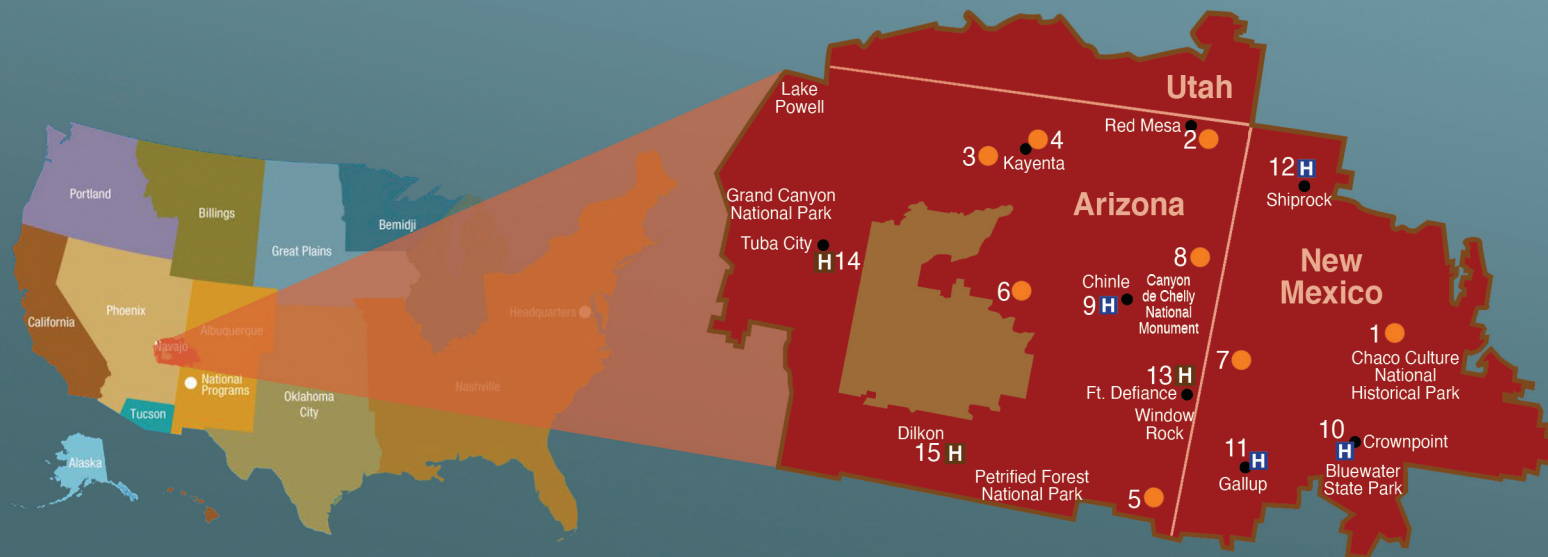 Portland
Billings
Great Plains
Bemidji
California
Phoenix
Navajo
Albuquerque
National
Programs
Tucson
Oklahoma
City
Nashville
Headquarters
Alaska
Lake
Powell
Utah
Red Mesa
2
3
4
Kayenta
12 H
Shiprock
Grand Canyon
National Park
Arizona
Tuba City
H 14
8
New
Mexico
6
Chinle
9 H
Canyon
de Chelly
National
Monument
1
Chaco Culture
National
Historical Park
7
13 H
Ft. Defiance
Window
Rock
Dilkon
15 H
10
H
Crownpoint
Bluewater
State Park
11 H
Gallup
Petrified Forest
National Park
5